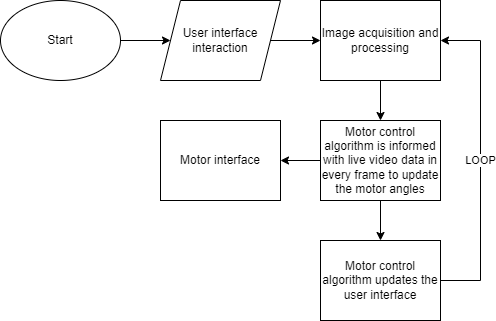 Start
User interface
interaction
Image acquisition and
processing
Motor interface
Motor control
algorithm is informed
with live video data in
every frame to update
the motor angles
LOOP
Motor control
algorithm updates the
user interface